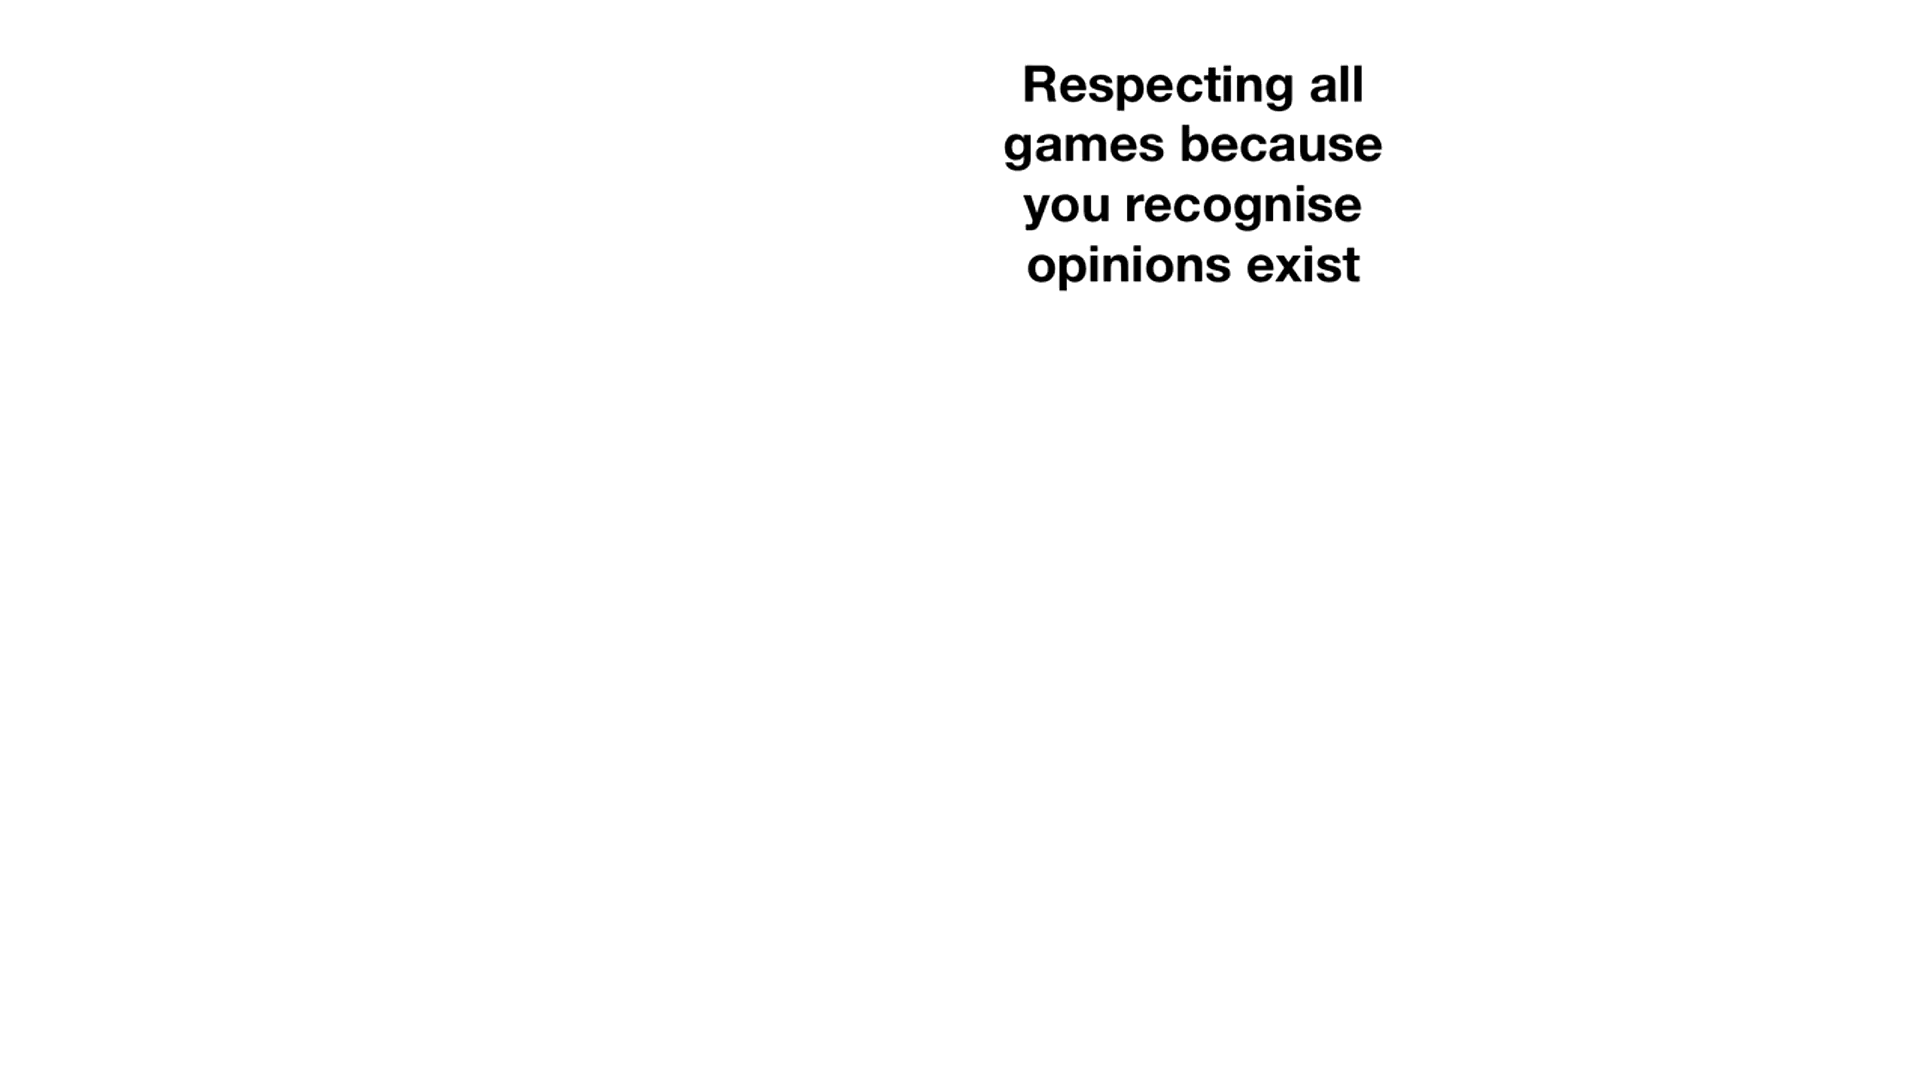 Respecting all
games because
you recognise
opinions exist